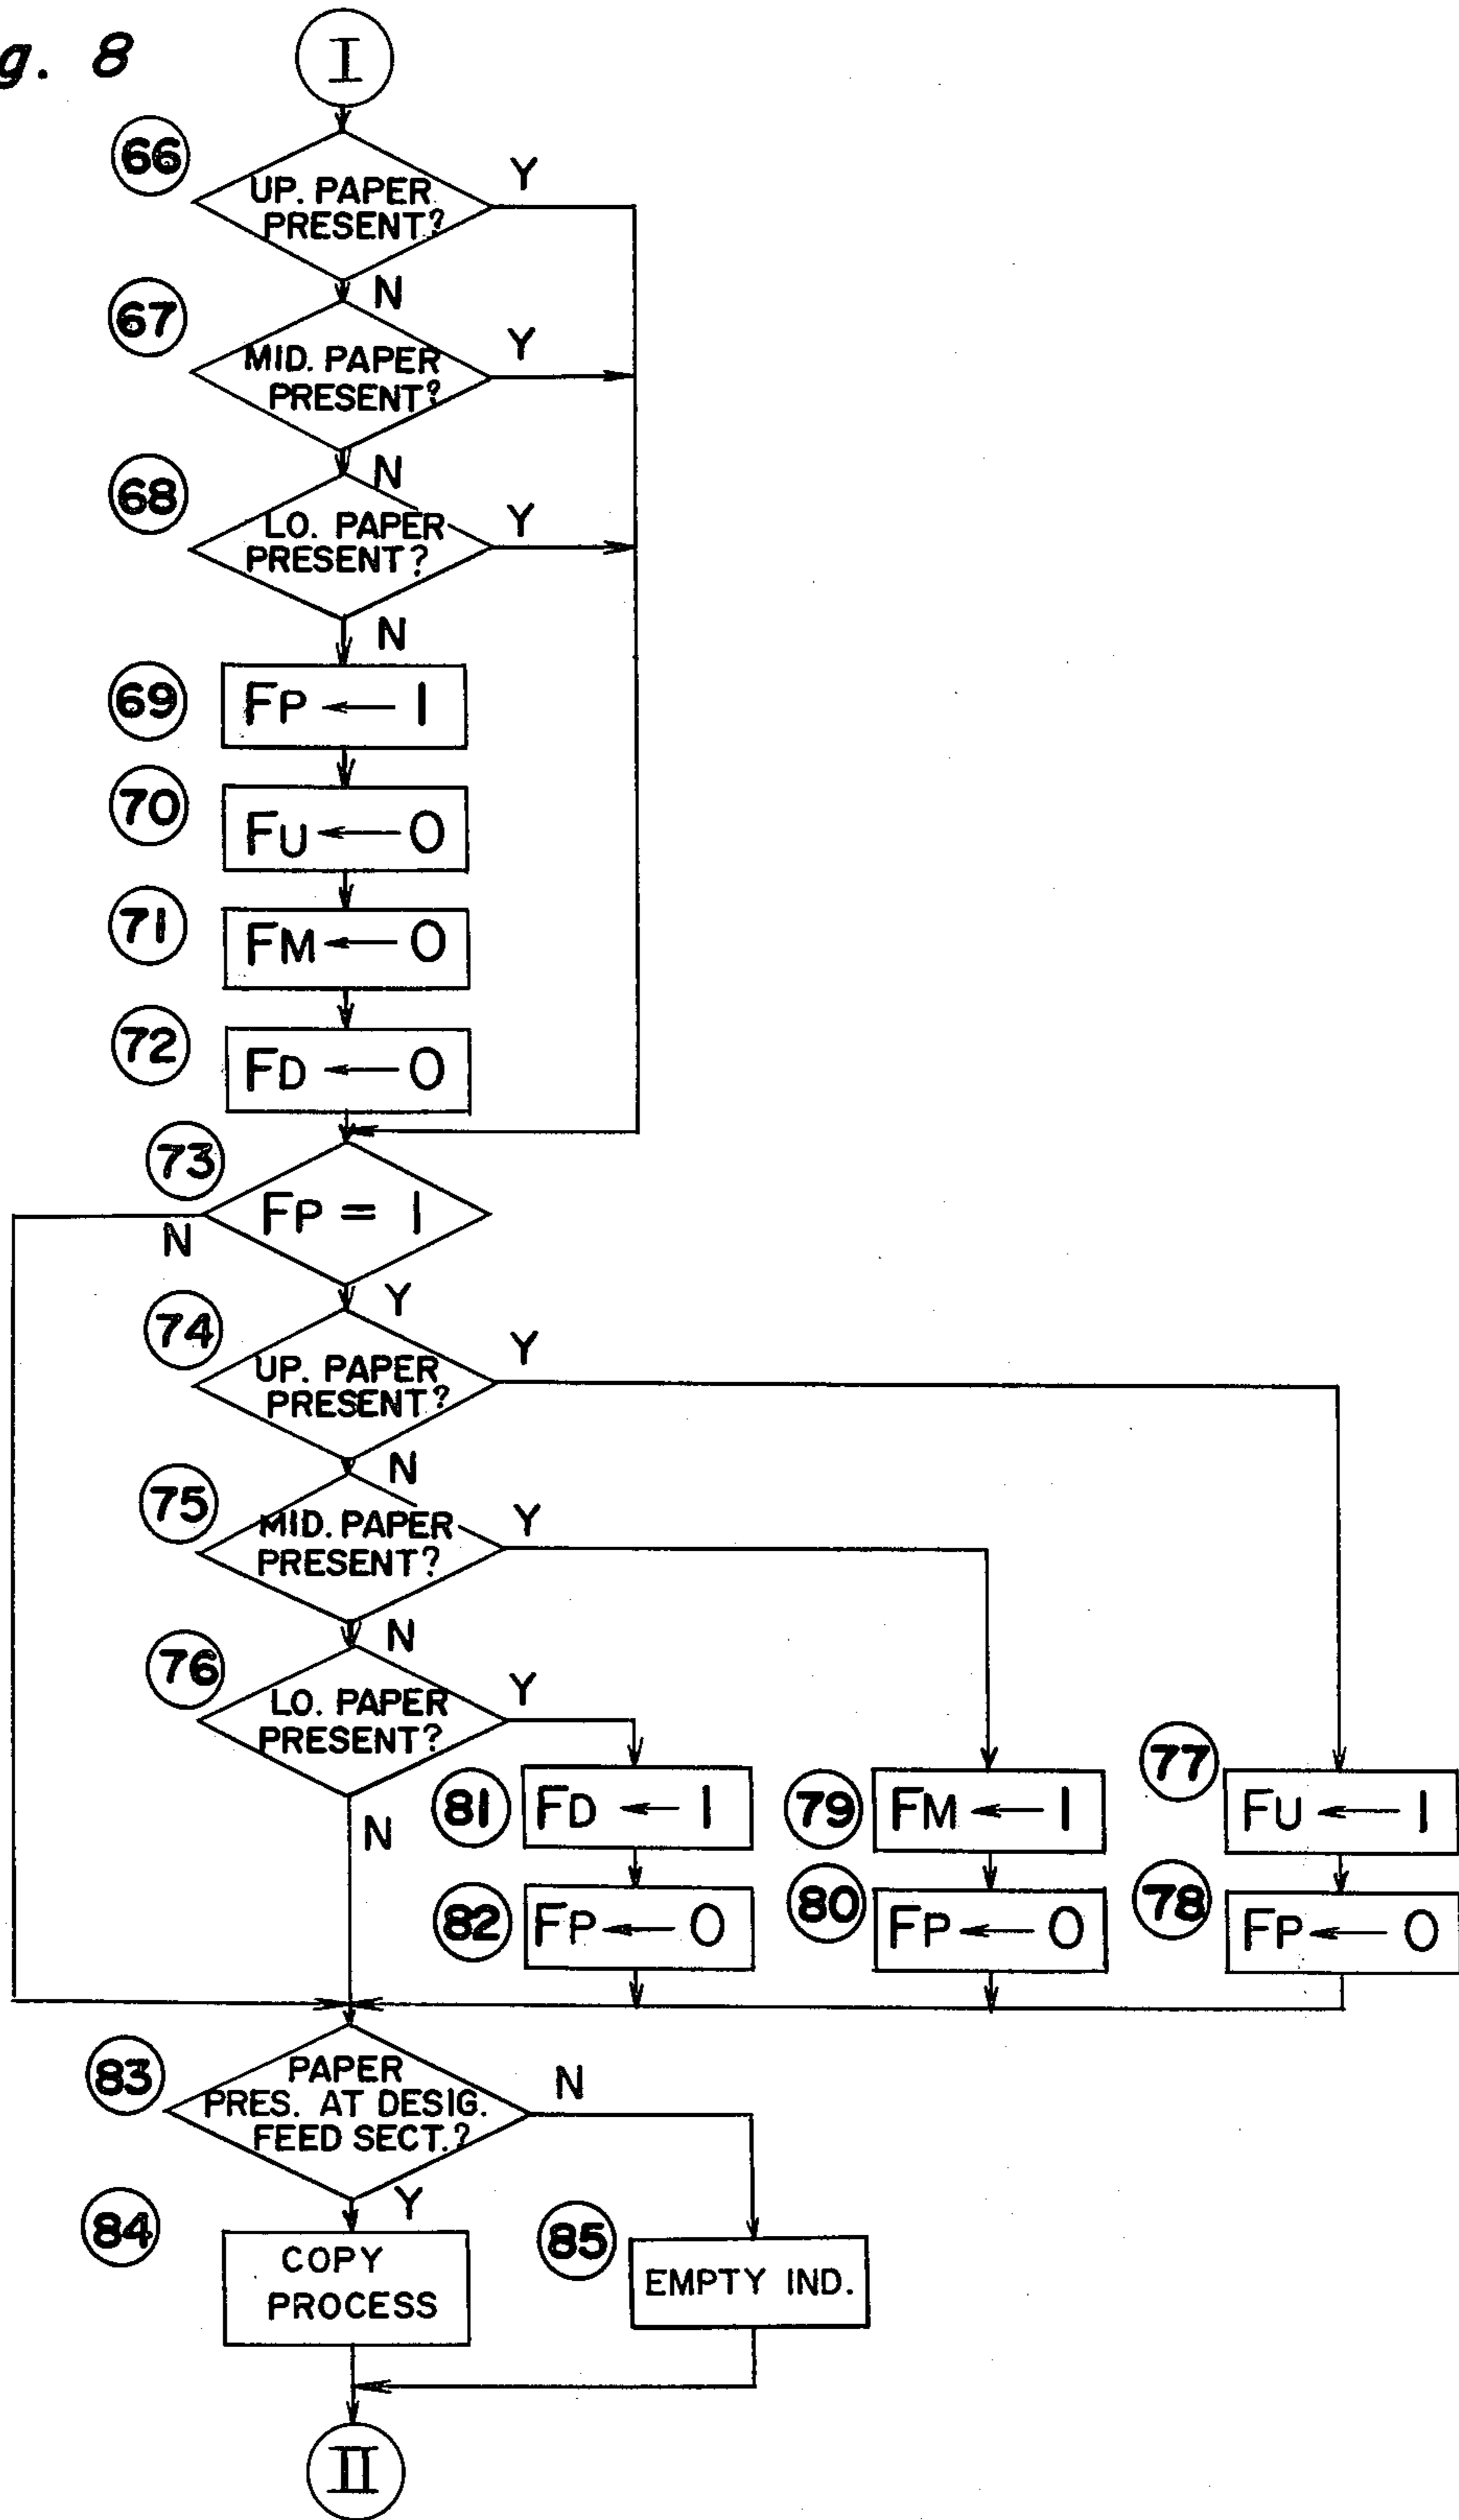 g. 8
I
66
UP. PAPER
PRESENT?
Y
N
67
MID. PAPER
PRESENT?
Y
N
68
LO. PAPER
PRESENT?
Y
N
69
FP ← 1
70
FU ← 0
71
FM ← 0
72
FD ← 0
73
FP = 1
N
Y
74
UP. PAPER
PRESENT?
Y
N
75
MID. PAPER
PRESENT?
Y
N
76
LO. PAPER
PRESENT?
Y
N
81
FD ← 1
79
FM ← 1
77
FU ← 1
82
FP ← 0
80
FP ← 0
78
FP ← 0
83
PAPER
PRES. AT DESIG.
FEED SECT.?
N
Y
84
COPY
PROCESS
85
EMPTY IND.
II